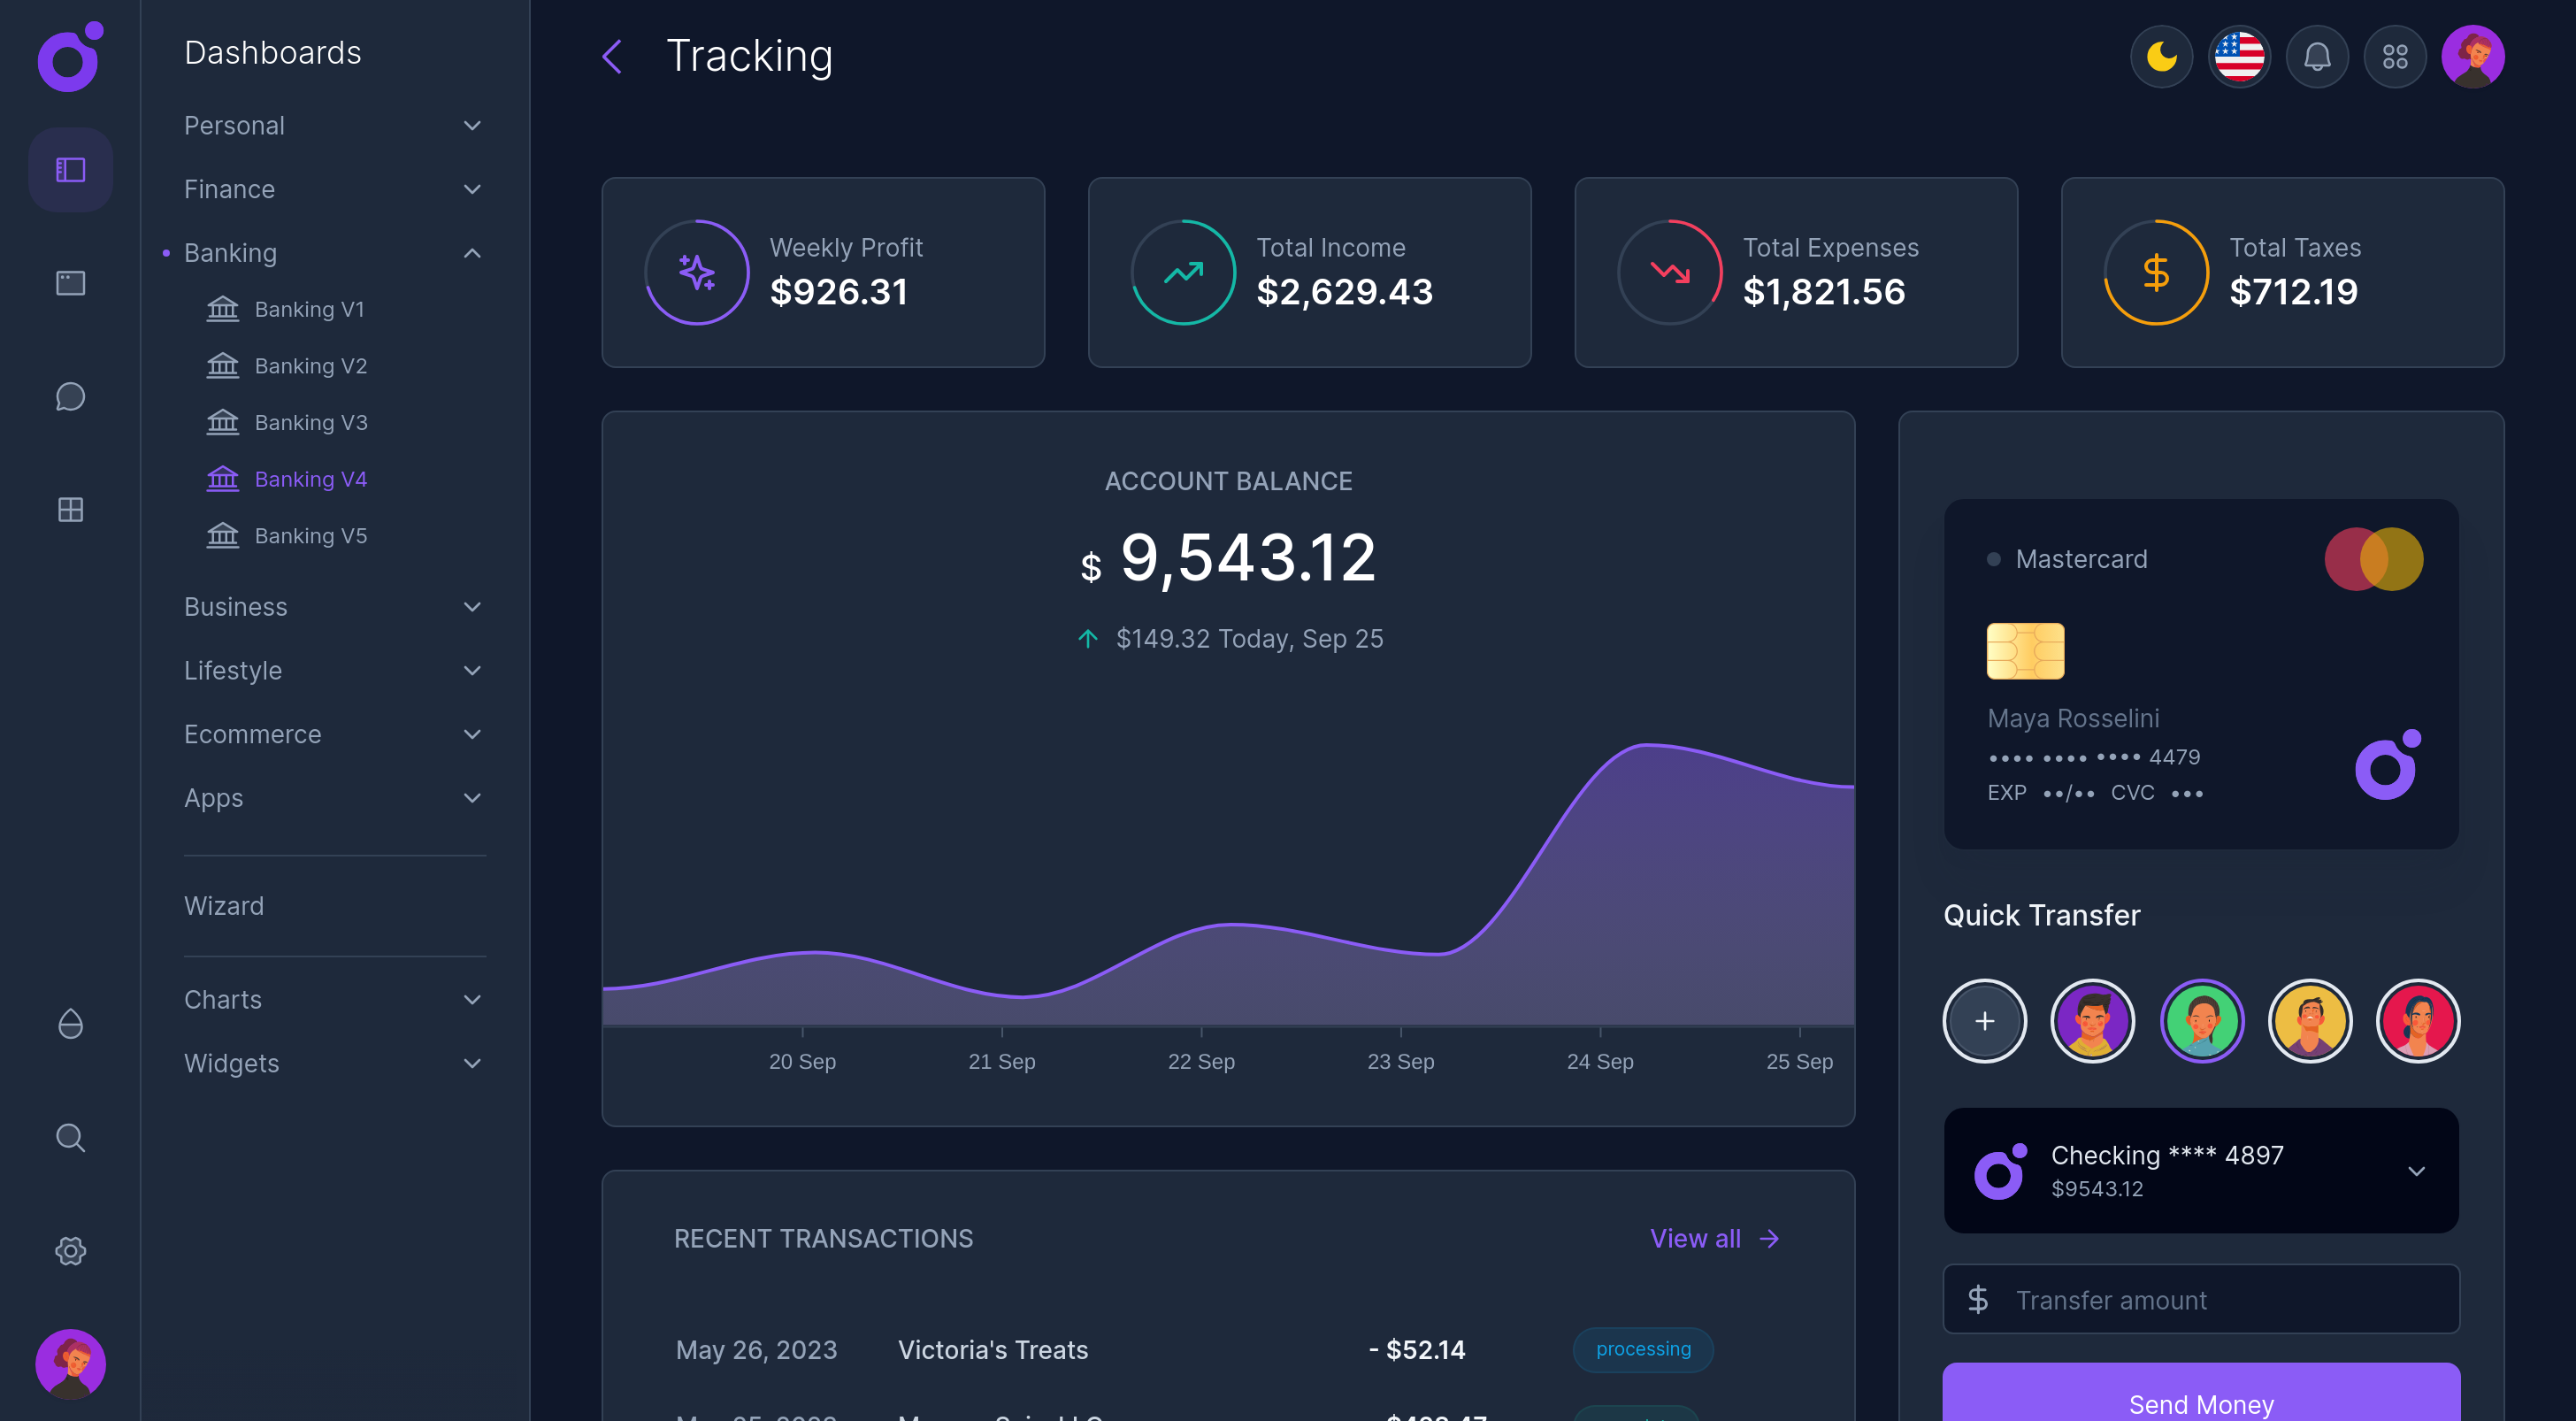 Dashboards
Personal
Finance
Banking
Banking V1
Banking V2
Banking V3
Banking V4
Banking V5
Business
Lifestyle
Ecommerce
Apps
Wizard
Charts
Widgets
Tracking
Weekly Profit
$926.31
Total Income
$2,629.43
Total Expenses
$1,821.56
Total Taxes
$712.19
ACCOUNT BALANCE
$ 9,543.12
$149.32 Today, Sep 25
20 Sep 21 Sep 22 Sep 23 Sep 24 Sep 25 Sep
RECENT TRANSACTIONS
View all
May 26, 2023 Victoria's Treats - $52.14 processing
Mastercard
Maya Rosselini
•••• •••• •••• 4479
EXP ••/•• CVC •••
Quick Transfer
Checking **** 4897
$9543.12
$ Transfer amount
Send Money